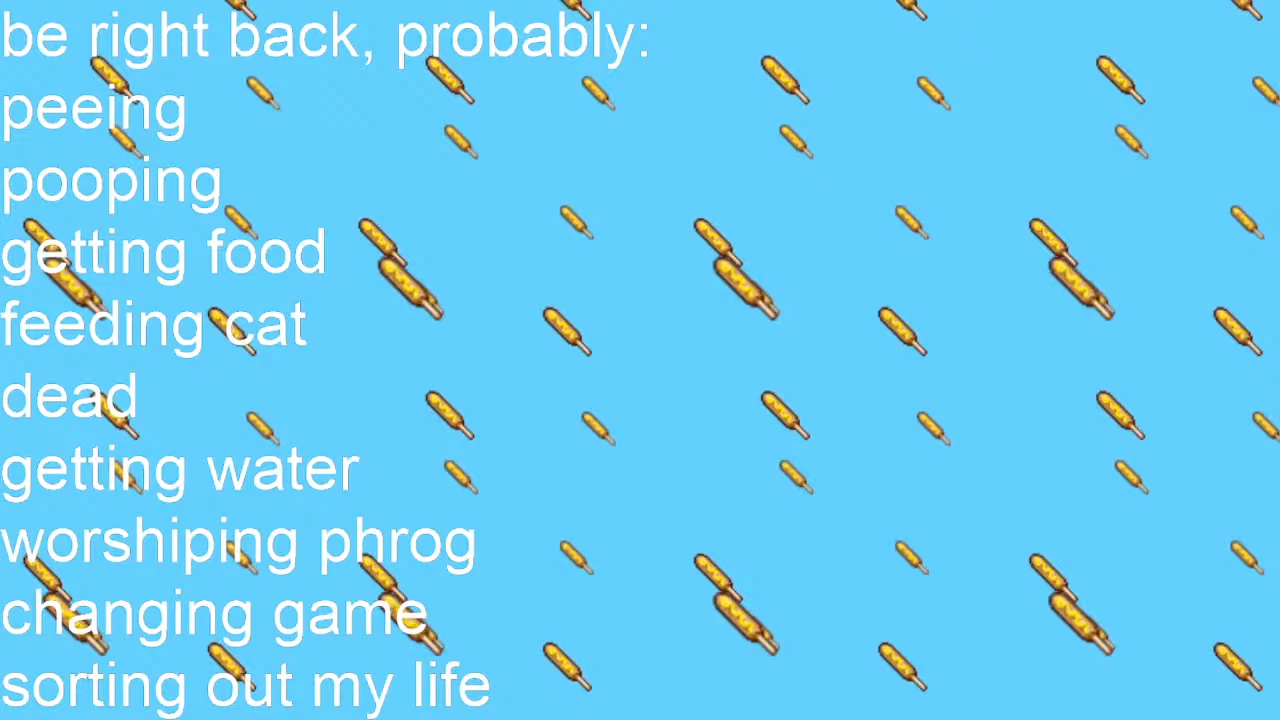 be right back, probably:
peeing
pooping
getting food
feeding cat
dead
getting water
worshiping phrog
changing game
sorting out my life